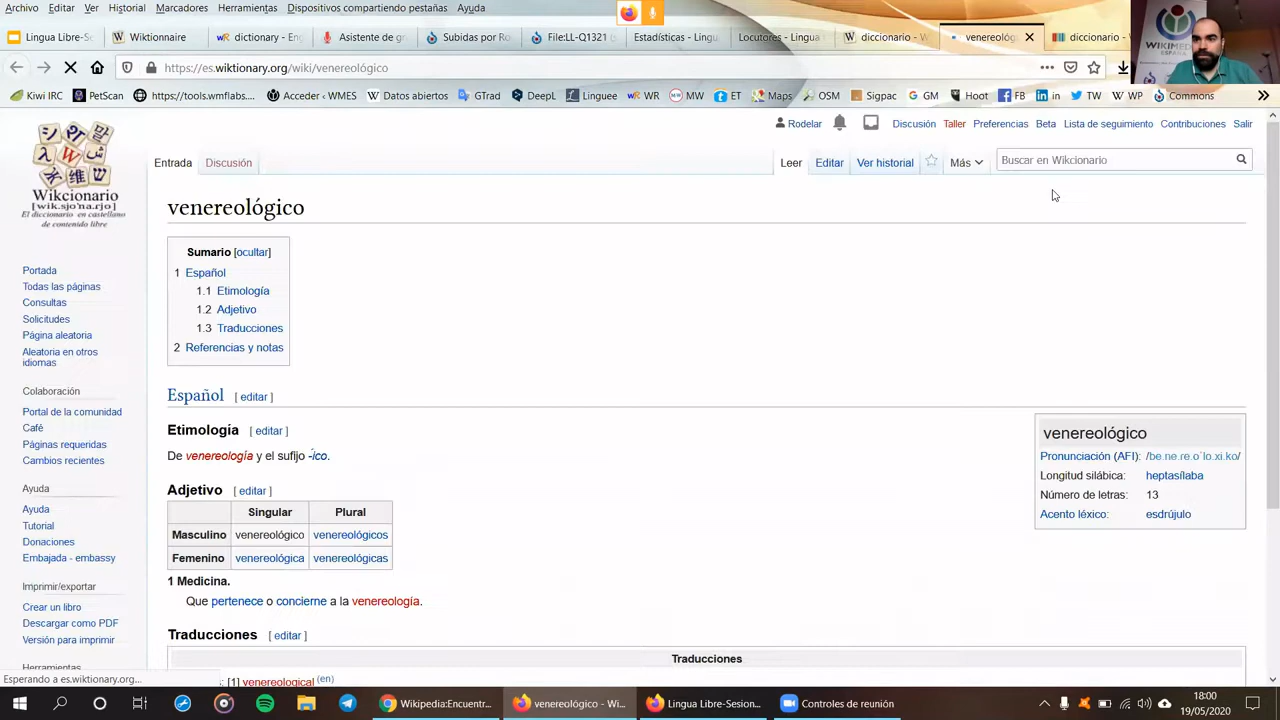 Archivo Editar Ver Historial Marcadores Herramientas Dispositivos compartiendo pestañas Ayuda
Lingua Libre-S Wiktionnaire dictionary - En Asistente de gr Subidas por Ro File:LL-Q1321 (s Estadísticas - Lingu Locutores - Lingua diccionario - W venereológ diccionario -
https://es.wiktionary.org/wiki/venereológico
Kiwi IRC PetScan https://tools.wmflabs... Acceder ‹ WMES Datos abiertos GTrad DeepL Linguee WR MW ET Maps OSM Sigpac GM Hoot FB in TW WP Commons
WIKIMEDIA
ESPAÑA
Rodelar Discusión Taller Preferencias Beta Lista de seguimiento Contribuciones Salir
Entrada Discusión Leer Editar Ver historial Más Buscar en Wikcionario
Wikcionario
[wik.sjo'na.rjo]
El diccionario en castellano
de contenido libre
Portada
Todas las páginas
Consultas
Solicitudes
Página aleatoria
Aleatoria en otros
idiomas
Colaboración
Portal de la comunidad
Café
Páginas requeridas
Cambios recientes
Ayuda
Ayuda
Tutorial
Donaciones
Embajada - embassy
Imprimir/exportar
Crear un libro
Descargar como PDF
Versión para imprimir
Herramientas
venereológico
Sumario [ocultar]
1 Español
1.1 Etimología
1.2 Adjetivo
1.3 Traducciones
2 Referencias y notas
Español [ editar ]
Etimología [ editar ]
De venereología y el sufijo -́ico.
Adjetivo [ editar ]
Singular Plural
Masculino venereológico venereológicos
Femenino venereológica venereológicas
1 Medicina.
Que pertenece o concierne a la venereología.
Traducciones [ editar ]
Traducciones
[1] venereological (en)
venereológico
Pronunciación (AFI): /be.ne.re.oˈlo.xi.ko/
Longitud silábica: heptasílaba
Número de letras: 13
Acento léxico: esdrújulo
Esperando a es.wiktionary.org...
Wikipedia:Encuentr... venereológico - Wi... Lingua Libre-Sesion... Controles de reunión
18:00
19/05/2020